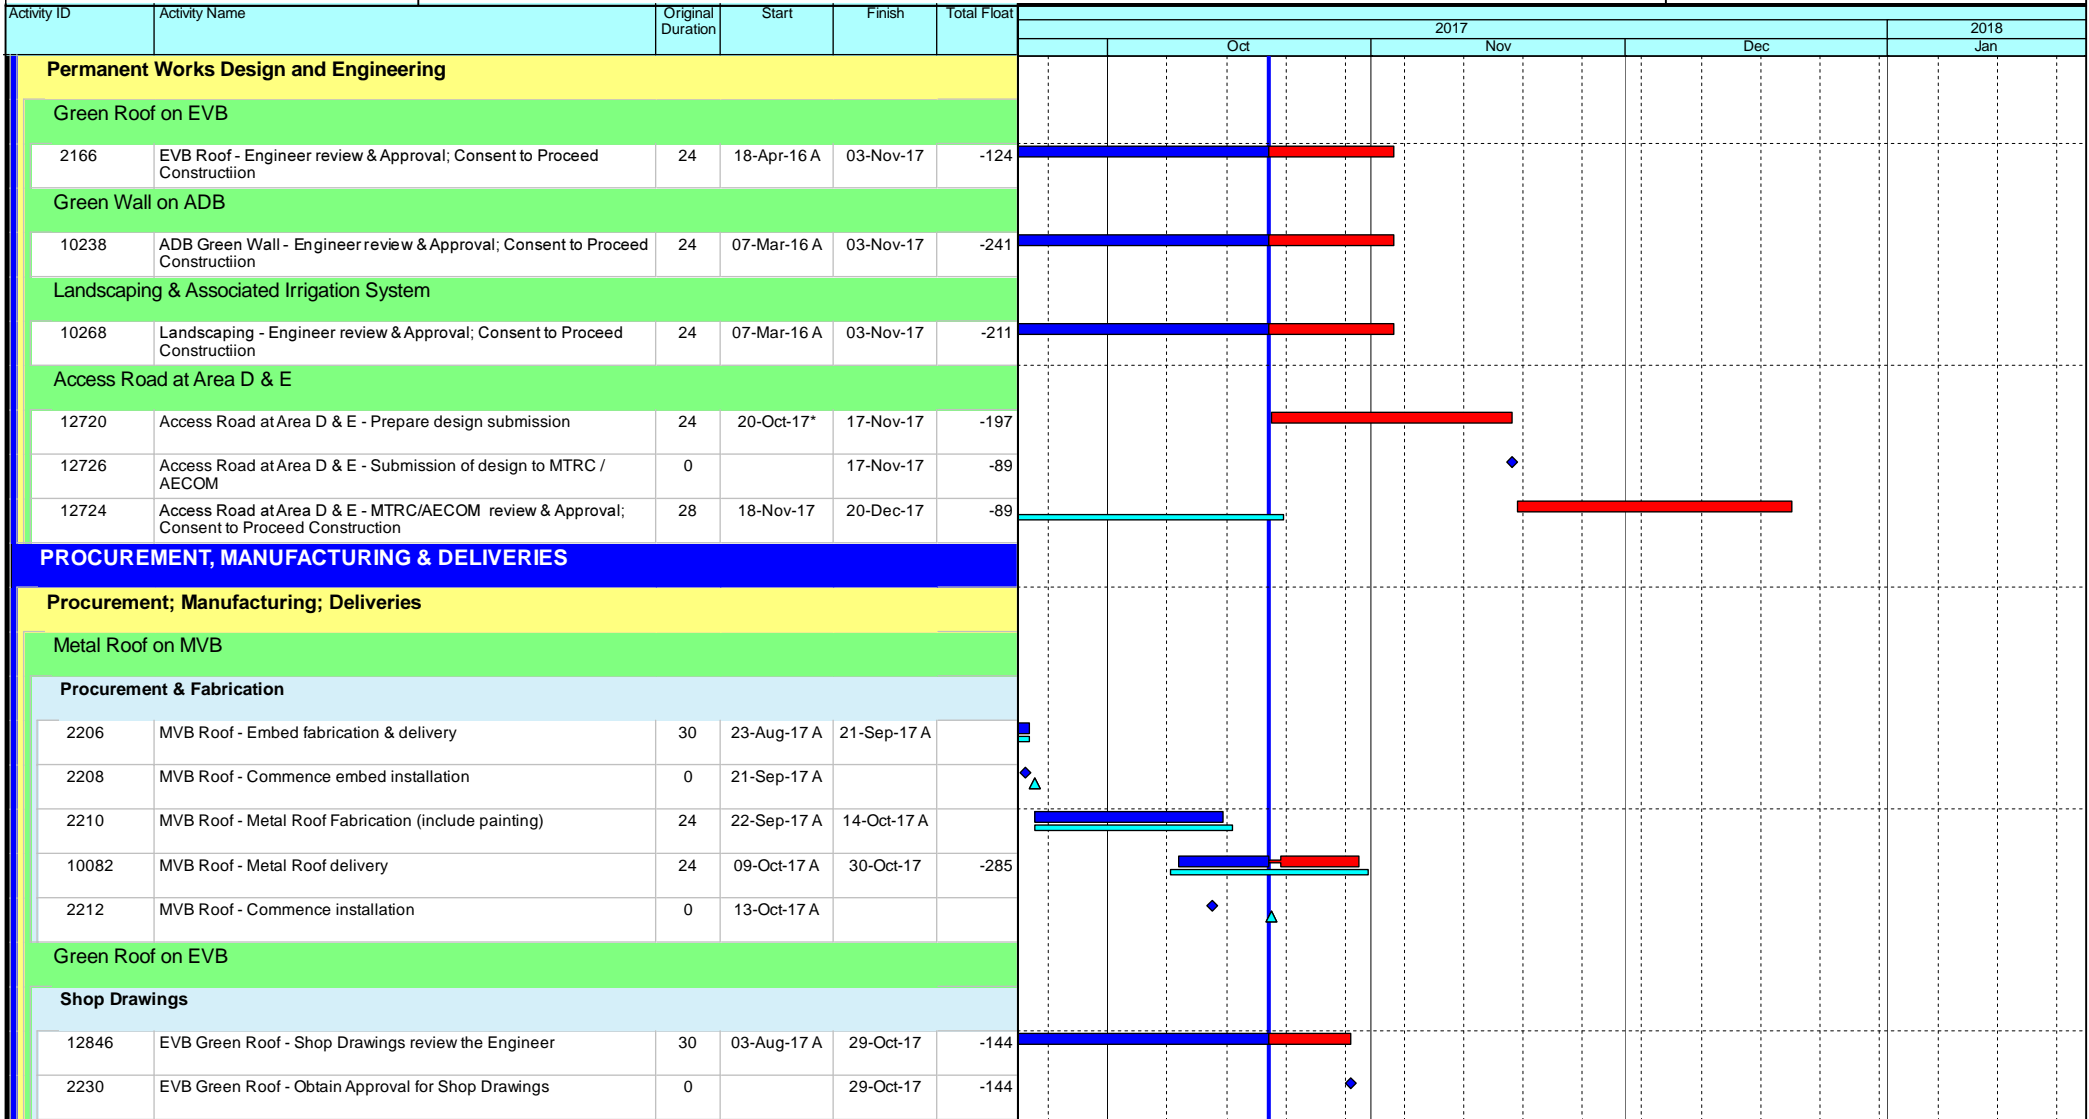 Activity ID Activity Name Original Duration Start Finish Total Float
2017 2018
Oct Nov Dec Jan
Permanent Works Design and Engineering
Green Roof on EVB
2166 EVB Roof - Engineer review & Approval; Consent to Proceed 24 18-Apr-16 A 03-Nov-17 -124
Constructiion
Green Wall on ADB
10238 ADB Green Wall - Engineer review & Approval; Consent to Proceed 24 07-Mar-16 A 03-Nov-17 -241
Constructiion
Landscaping & Associated Irrigation System
10268 Landscaping - Engineer review & Approval; Consent to Proceed 24 07-Mar-16 A 03-Nov-17 -211
Constructiion
Access Road at Area D & E
12720 Access Road at Area D & E - Prepare design submission 24 20-Oct-17* 17-Nov-17 -197
12726 Access Road at Area D & E - Submission of design to MTRC / 0 17-Nov-17 -89
AECOM
12724 Access Road at Area D & E - MTRC/AECOM review & Approval; 28 18-Nov-17 20-Dec-17 -89
Consent to Proceed Construction
PROCUREMENT, MANUFACTURING & DELIVERIES
Procurement; Manufacturing; Deliveries
Metal Roof on MVB
Procurement & Fabrication
2206 MVB Roof - Embed fabrication & delivery 30 23-Aug-17 A 21-Sep-17 A
2208 MVB Roof - Commence embed installation 0 21-Sep-17 A
2210 MVB Roof - Metal Roof Fabrication (include painting) 24 22-Sep-17 A 14-Oct-17 A
10082 MVB Roof - Metal Roof delivery 24 09-Oct-17 A 30-Oct-17 -285
2212 MVB Roof - Commence installation 0 13-Oct-17 A
Green Roof on EVB
Shop Drawings
12846 EVB Green Roof - Shop Drawings review the Engineer 30 03-Aug-17 A 29-Oct-17 -144
2230 EVB Green Roof - Obtain Approval for Shop Drawings 0 29-Oct-17 -144